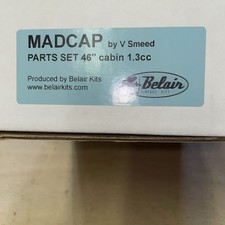 MADCAP by V Smeed
PARTS SET 46" cabin 1.3cc
Produced by Belair Kits
www.belairkits.com
Belair